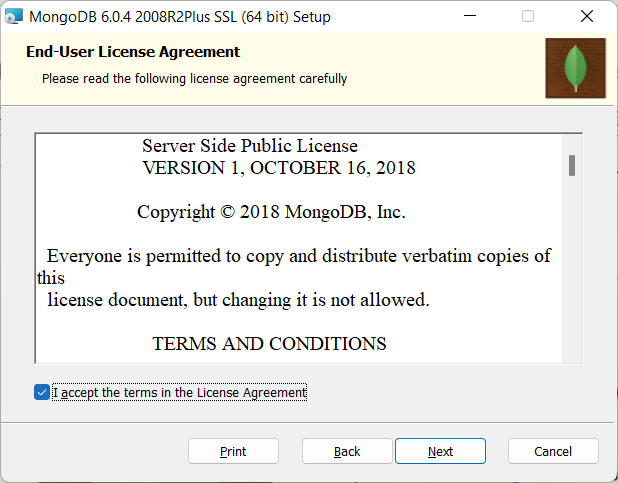 MongoDB 6.0.4 2008R2Plus SSL (64 bit) Setup
End-User License Agreement
Please read the following license agreement carefully
Server Side Public License
VERSION 1, OCTOBER 16, 2018
Copyright © 2018 MongoDB, Inc.
Everyone is permitted to copy and distribute verbatim copies of
this
license document, but changing it is not allowed.
TERMS AND CONDITIONS
I accept the terms in the License Agreement
Print Back Next Cancel